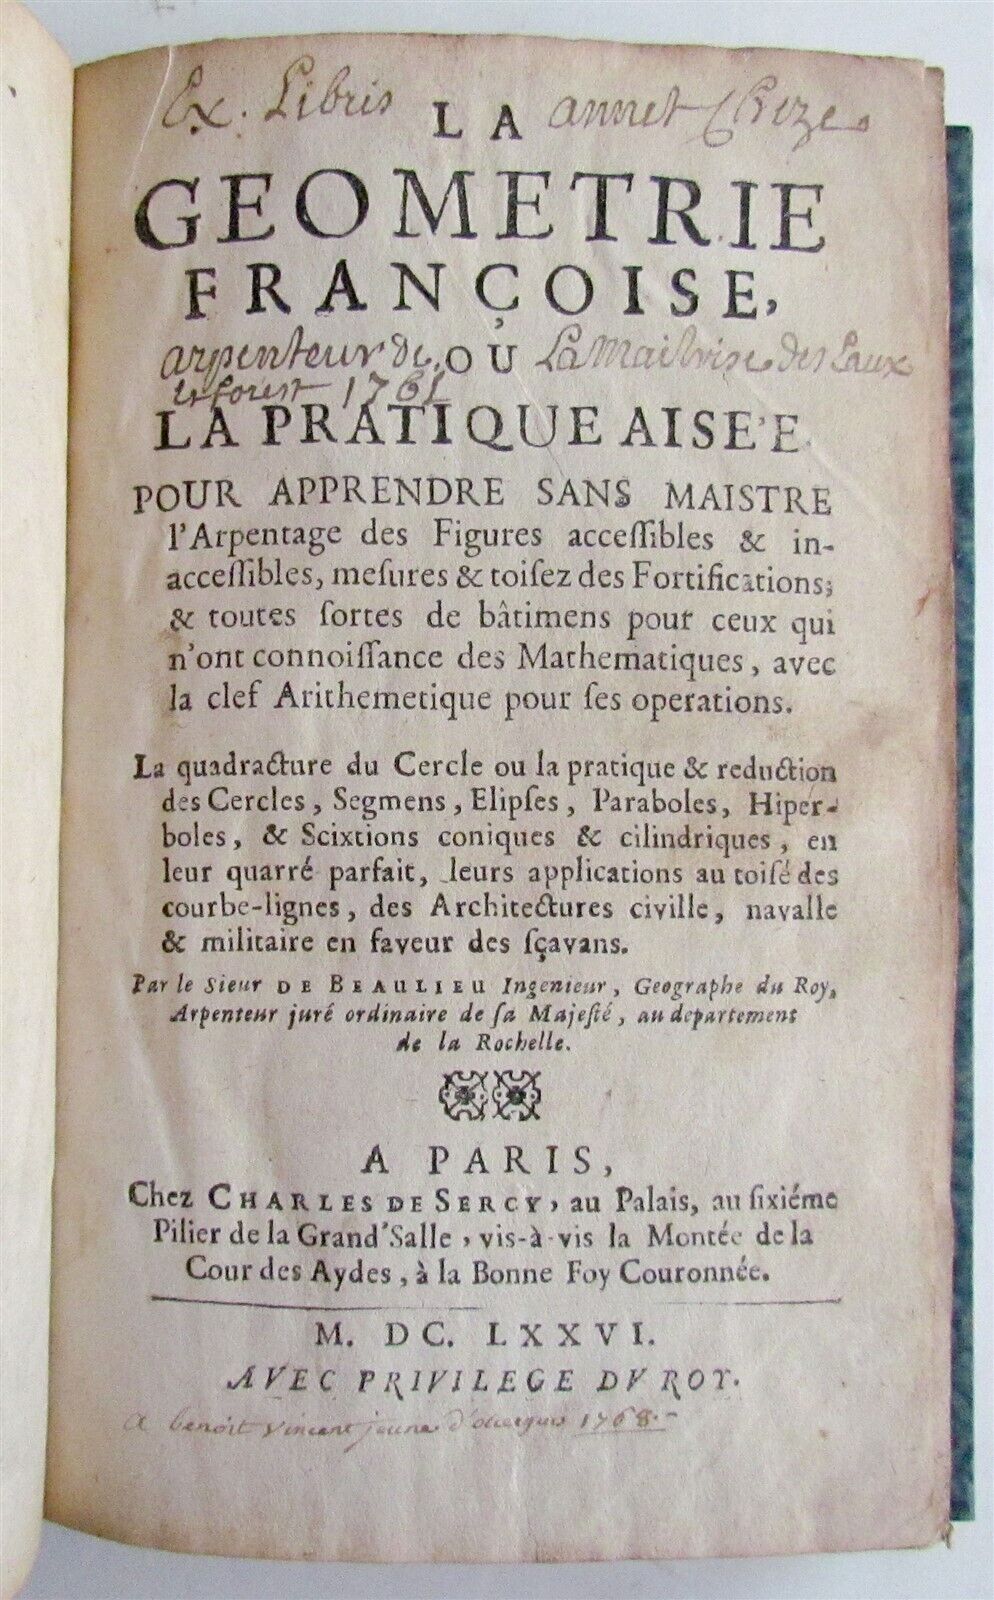 Ex. Libris annet Creze
LA
GEOMETRIE
FRANÇOISE,
arpenteur de La Maitrise des Eaux
OU
et forest 1761
LA PRATIQUE AISE'E
POUR APPRENDRE SANS MAISTRE
l'Arpentage des Figures accessibles & in-
accessibles, mesures & toisez des Fortifications;
& toutes sortes de bâtimens pour ceux qui
n'ont connoissance des Mathematiques, avec
la clef Arithemetique pour ses operations.
La quadracture du Cercle ou la pratique & reduction
des Cercles, Segmens, Elipses, Paraboles, Hiper-
boles, & Scixtions coniques & cilindriques, en
leur quarré parfait, leurs applications au toisé des
courbe-lignes, des Architectures civille, navalle
& militaire en faveur des sçavans.
Par le Sieur DE BEAULIEU Ingenieur, Geographe du Roy,
Arpenteur juré ordinaire de sa Majesté, au departement
de la Rochelle.
A PARIS,
Chez CHARLES DE SERCY, au Palais, au sixiéme
Pilier de la Grand'Salle, vis-à-vis la Montée de la
Cour des Aydes, à la Bonne Foy Couronnée.
M. DC. LXXVI.
AVEC PRIVILEGE DV ROY.
a benoit vincent jeune 1768.